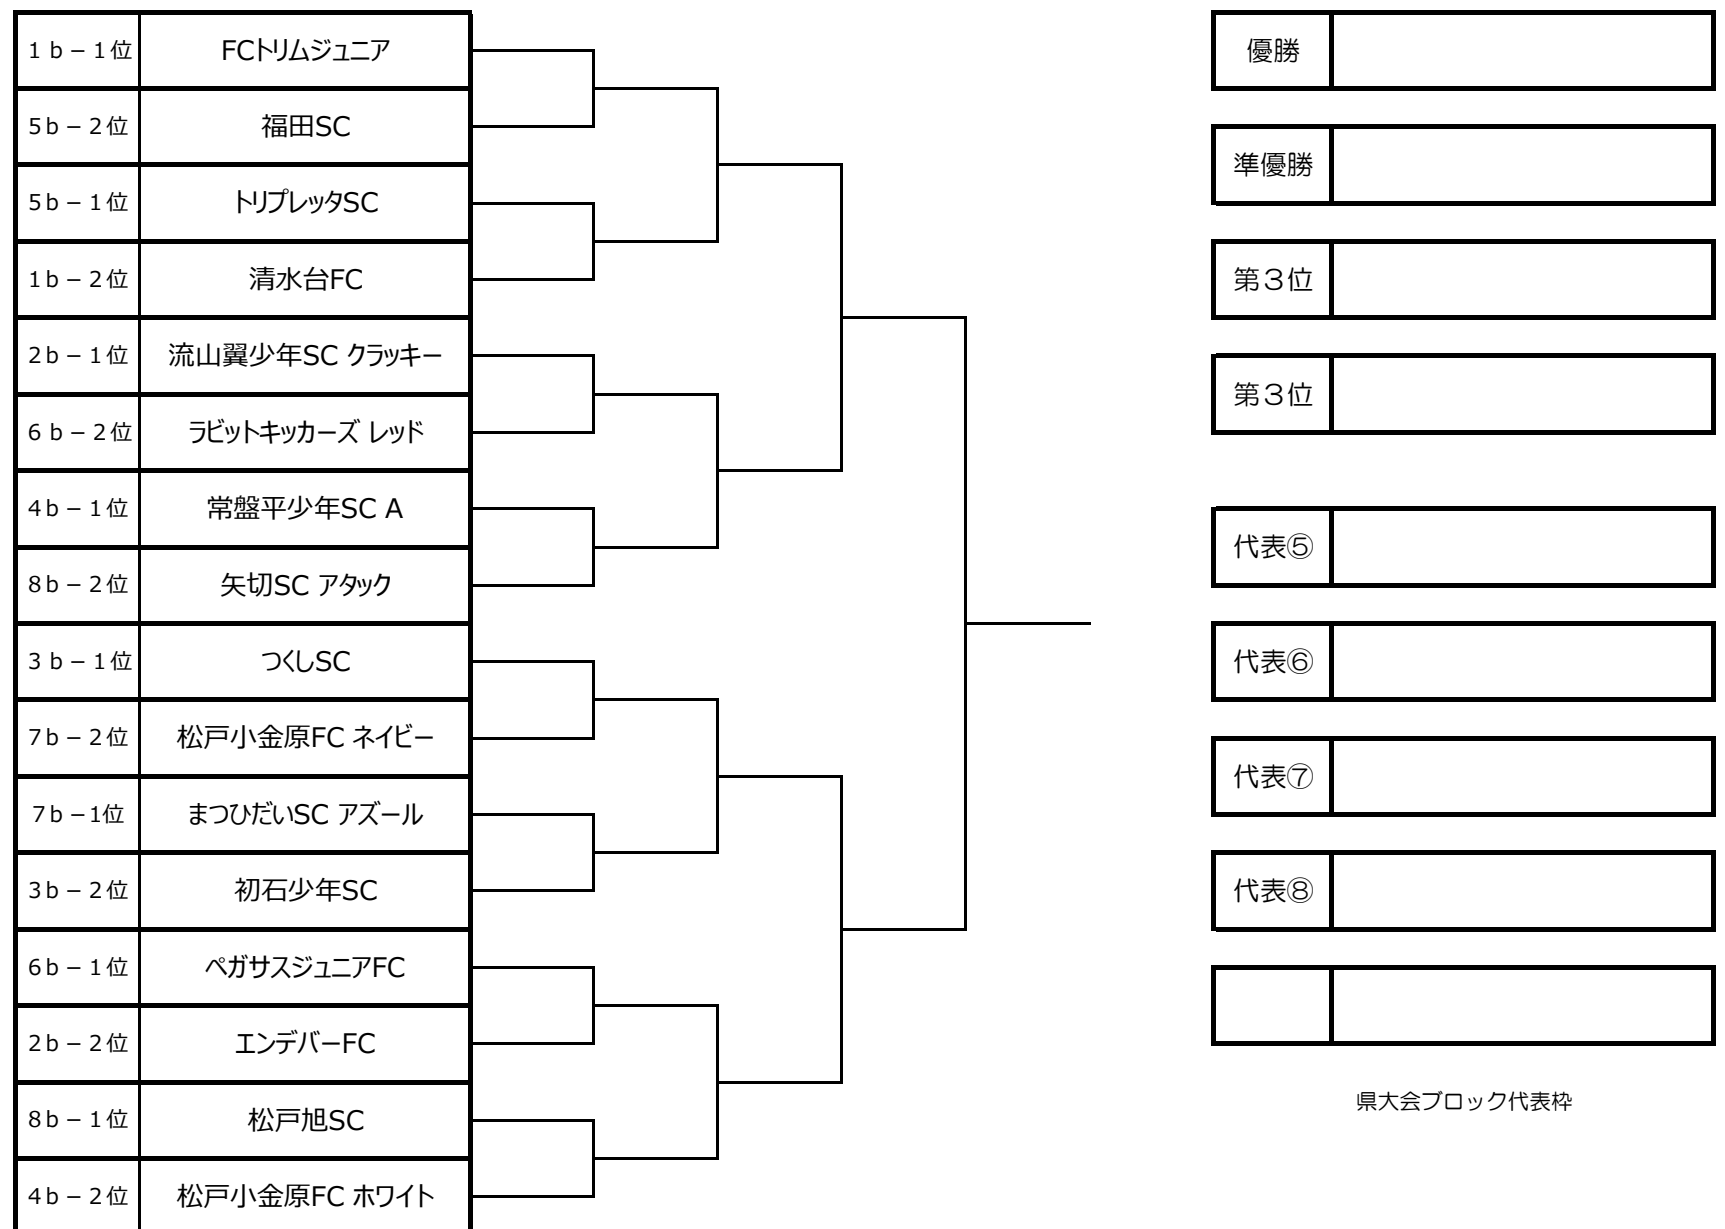 １ｂ－１位 FCトリムジュニア
５ｂ－２位 福田SC
５ｂ－１位 トリプレッタSC
１ｂ－２位 清水台FC
２ｂ－１位 流山翼少年SC クラッキー
６ｂ－２位 ラビットキッカーズ レッド
４ｂ－１位 常盤平少年SC A
８ｂ－２位 矢切SC アタック
３ｂ－１位 つくしSC
７ｂ－２位 松戸小金原FC ネイビー
７ｂ－1位 まつひだいSC アズール
３ｂ－２位 初石少年SC
６ｂ－１位 ペガサスジュニアFC
２ｂ－２位 エンデバーFC
８ｂ－１位 松戸旭SC
４ｂ－２位 松戸小金原FC ホワイト
優勝
準優勝
第３位
第３位
代表⑤
代表⑥
代表⑦
代表⑧
県大会ブロック代表枠